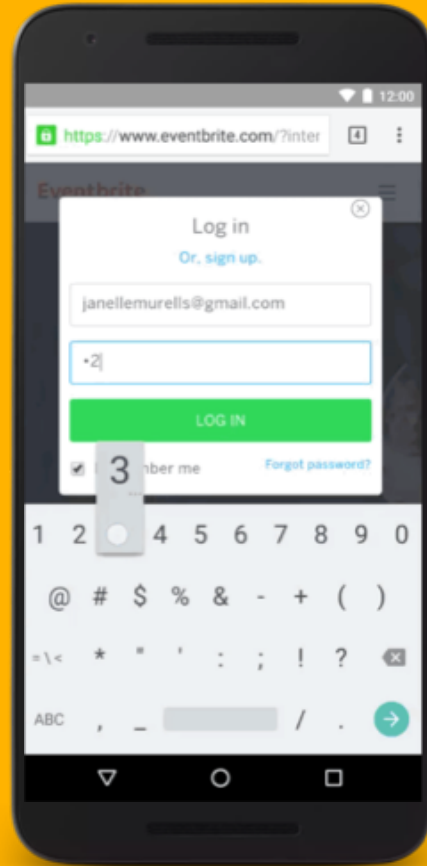 12:00
https://www.eventbrite.com/?inter 4
Eventbrite
Log in
Or, sign up.
janellemurells@gmail.com
•2
LOG IN
3
mber me Forgot password?
1 2 4 5 6 7 8 9 0
@ # $ % & - + ( )
= \ < * " ' : ; ! ?
ABC , _ / .